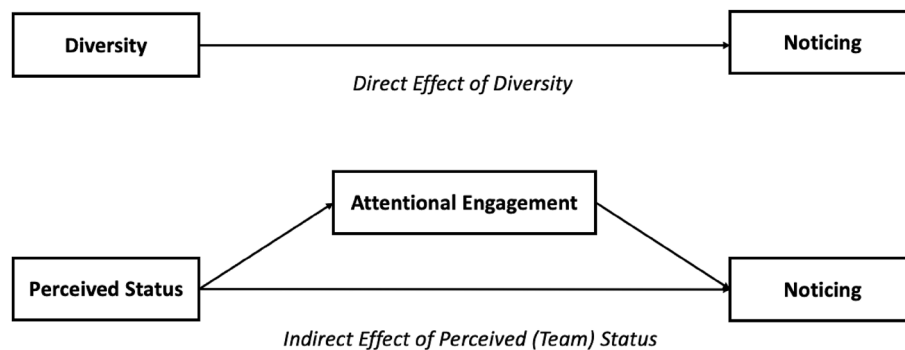 Diversity
Noticing
Direct Effect of Diversity
Attentional Engagement
Perceived Status
Noticing
Indirect Effect of Perceived (Team) Status